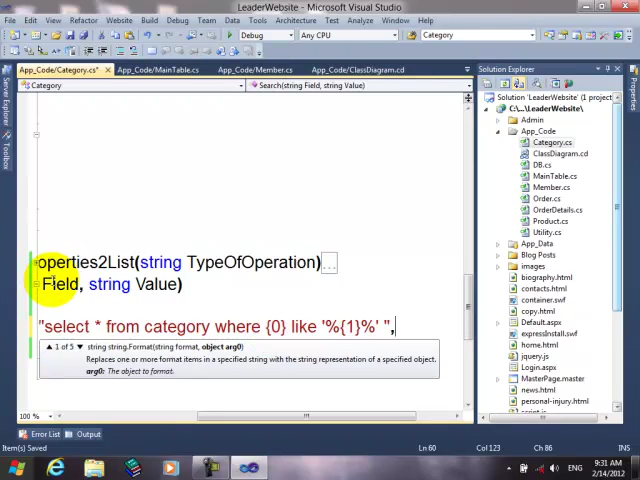 LeaderWebsite - Microsoft Visual Studio
File Edit View Refactor Website Build Debug Team Data Tools Architecture Test Analyze Window Help
Debug Any CPU Category
App_Code/Category.cs* App_Code/MainTable.cs App_Code/Member.cs App_Code/ClassDiagram.cd
Category Search(string Field, string Value)
Server Explorer
Toolbox
operties2List(string TypeOfOperation)...
Field, string Value)
"select * from category where {0} like '%{1}%' ",
1 of 5 string string.Format(string format, object arg0)
Replaces one or more format items in a specified string with the string representation of a specified object.
arg0: The object to format.
100 %
Solution Explorer
Solution 'LeaderWebsite' (1 project)
C:\...\LeaderWebsite\
Admin
App_Code
Category.cs
ClassDiagram.cd
DB.cs
MainTable.cs
Member.cs
Order.cs
OrderDetails.cs
Product.cs
Utility.cs
App_Data
Blog Posts
images
biography.html
contacts.html
container.swf
copy.html
Default.aspx
expressInstall.swf
jquery.js
Login.aspx
MasterPage.master
news.html
personal-injury.html
Properties
Error List Output
Item(s) Saved Ln 60 Col 123 Ch 86
ENG 9:31 AM
2/14/2012